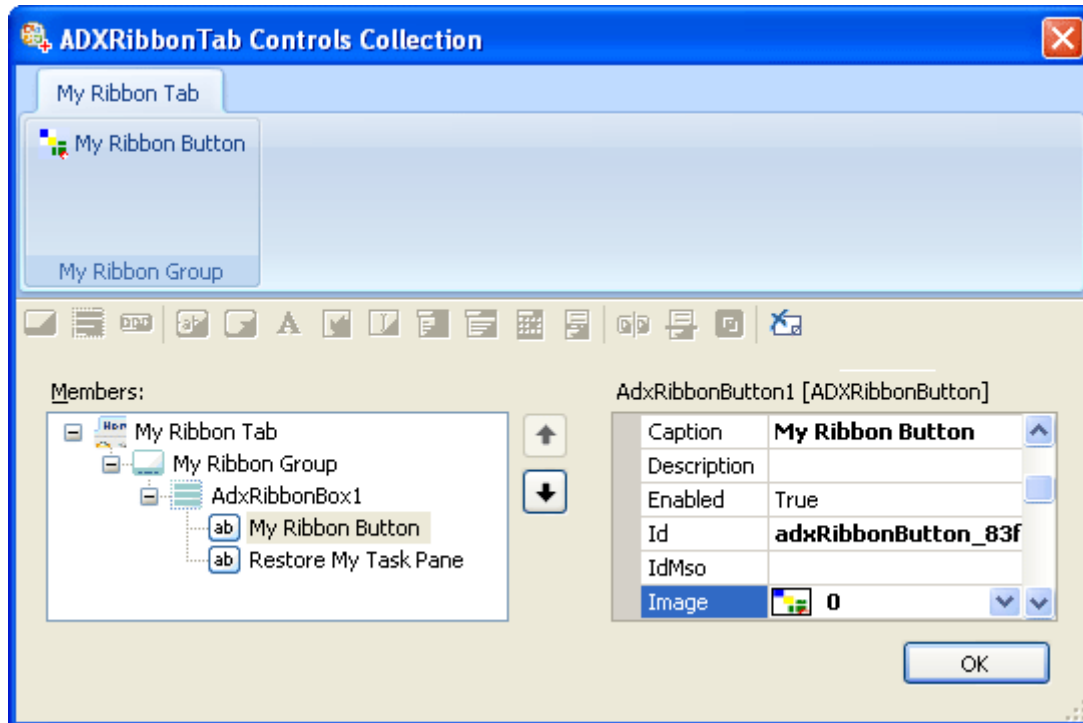 ADXRibbonTab Controls Collection
My Ribbon Tab
My Ribbon Button
My Ribbon Group
Members:
My Ribbon Tab
My Ribbon Group
AdxRibbonBox1
ab My Ribbon Button
ab Restore My Task Pane
AdxRibbonButton1 [ADXRibbonButton]
Caption My Ribbon Button
Description
Enabled True
Id adxRibbonButton_83f
IdMso
Image 0
OK